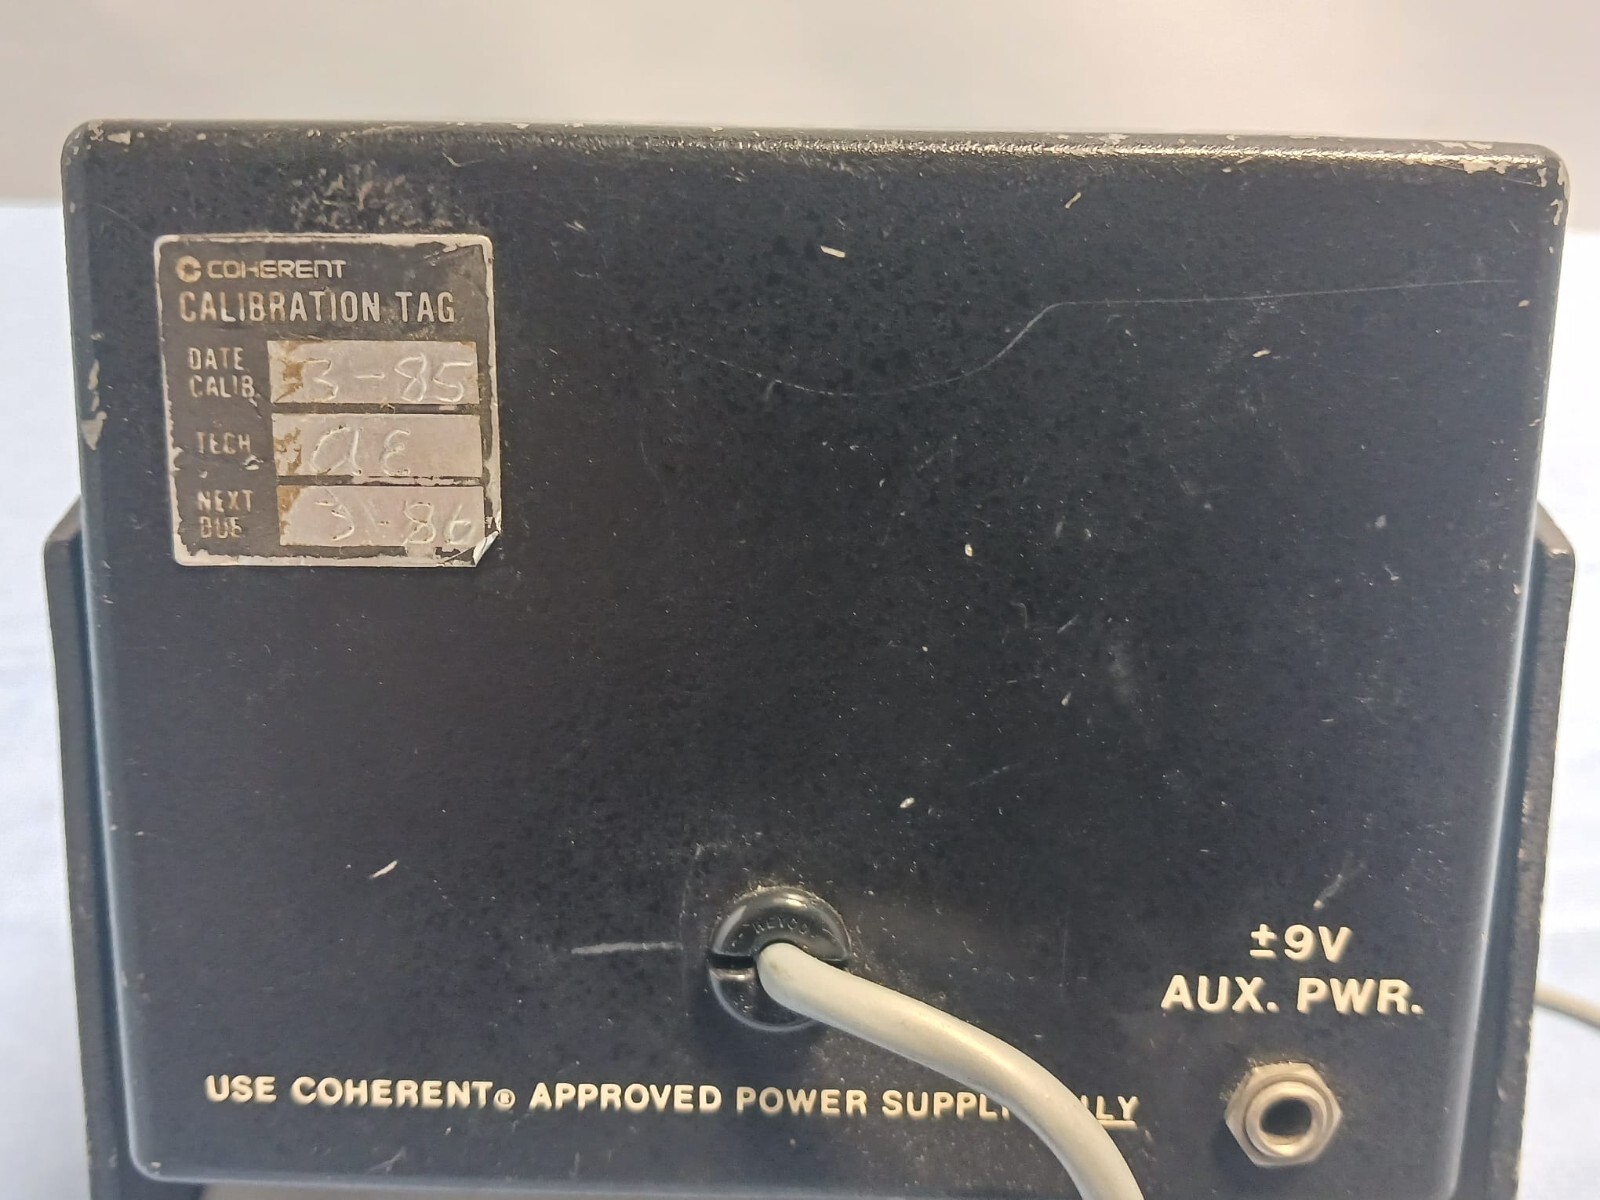 COHERENT
CALIBRATION TAG
DATE
CALIB. 3-85
TECH
NEXT
DUE 3-86
±9V
AUX. PWR.
USE COHERENT® APPROVED POWER SUPPLY ONLY